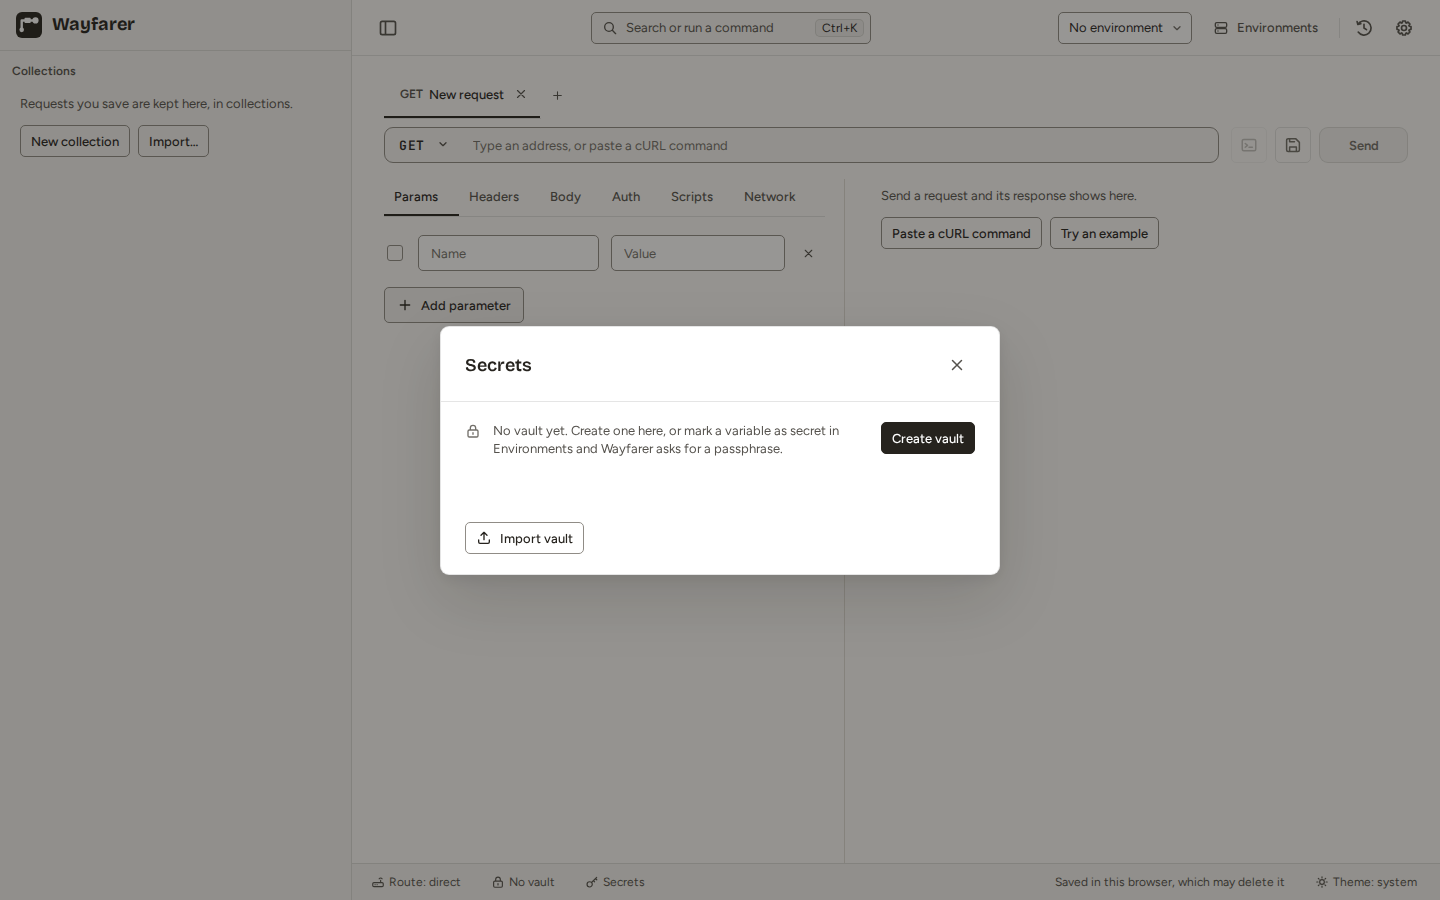 Wayfarer
Search or run a command
Ctrl+K
No environment
Environments
Collections
Requests you save are kept here, in collections.
New collection
Import...
GET New request
GET
Type an address, or paste a cURL command
Send
Params
Headers
Body
Auth
Scripts
Network
Name
Value
Add parameter
Send a request and its response shows here.
Paste a cURL command
Try an example
Secrets
No vault yet. Create one here, or mark a variable as secret in
Environments and Wayfarer asks for a passphrase.
Create vault
Import vault
Route: direct
No vault
Secrets
Saved in this browser, which may delete it
Theme: system